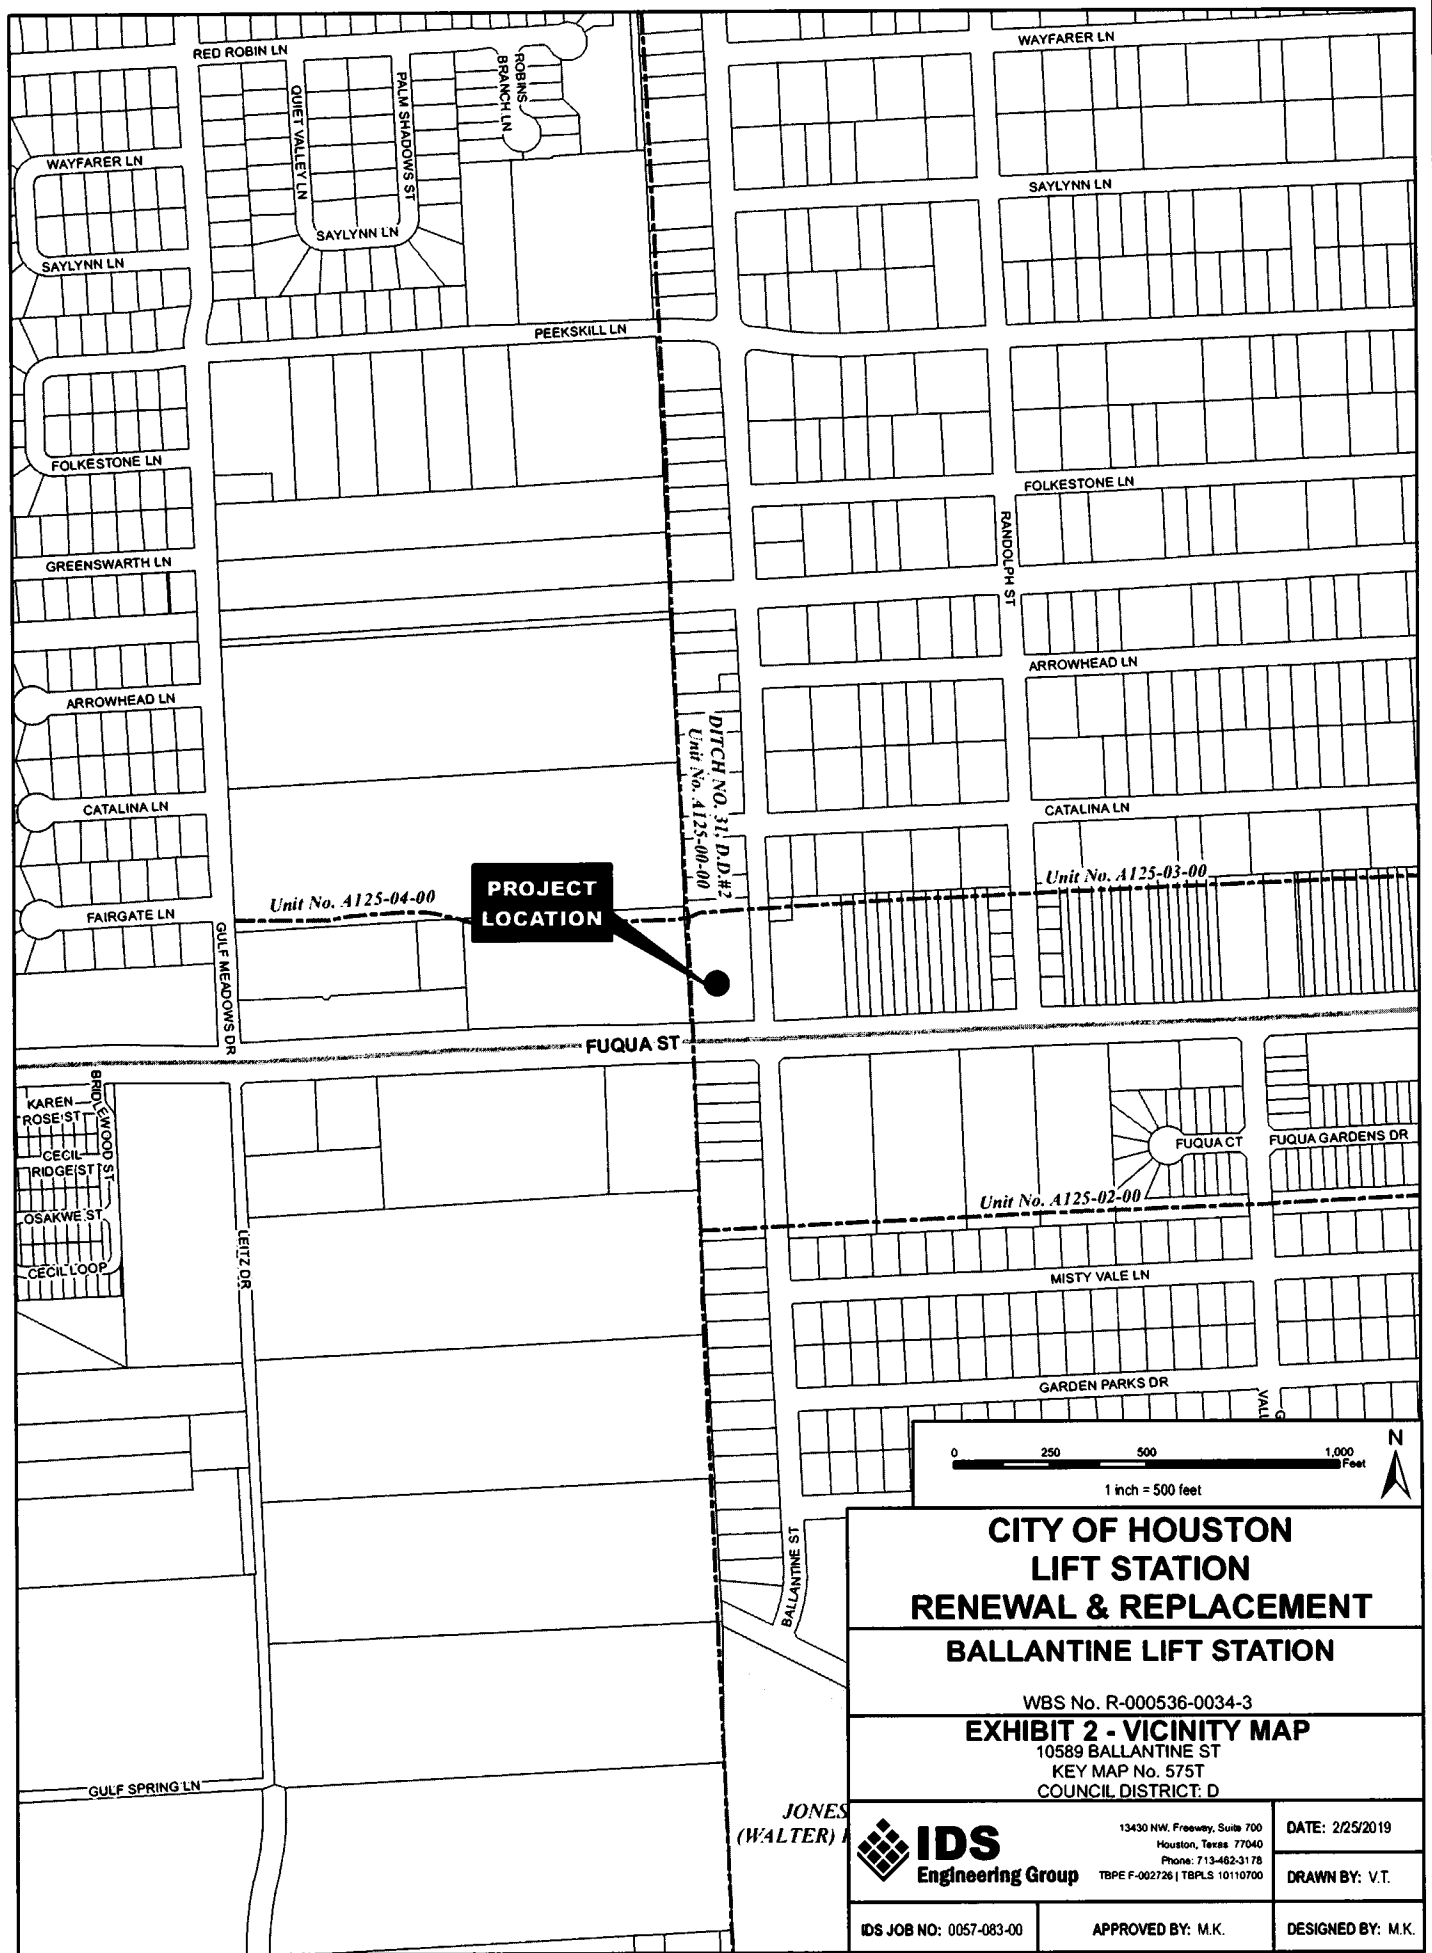 RED ROBIN LN
WAYFARER LN
ROBINS
BRANCH LN
QUIET VALLEY LN
PALM SHADOWS ST
WAYFARER LN
SAYLYNN LN
SAYLYNN LN
SAYLYNN LN
PEEKSKILL LN
FOLKESTONE LN
FOLKESTONE LN
RANDOLPH ST
GREENSWARTH LN
ARROWHEAD LN
ARROWHEAD LN
DITCH NO. 31, D.D.#2
Unit No. A125-00-00
CATALINA LN
CATALINA LN
PROJECT
LOCATION
Unit No. A125-03-00
Unit No. A125-04-00
FAIRGATE LN
GULF MEADOWS DR
FUQUA ST
BRIDLEWOOD ST
KAREN
ROSE ST
CECIL
RIDGE ST
OSAKWE ST
CECIL LOOP
LEITZ DR
FUQUA CT
FUQUA GARDENS DR
Unit No. A125-02-00
MISTY VALE LN
GARDEN PARKS DR
BALLANTINE ST
GULF SPRING LN
JONES
(WALTER)
0 250 500 1,000
Feet
1 inch = 500 feet
N
CITY OF HOUSTON
LIFT STATION
RENEWAL & REPLACEMENT
BALLANTINE LIFT STATION
WBS No. R-000536-0034-3
EXHIBIT 2 - VICINITY MAP
10589 BALLANTINE ST
KEY MAP No. 575T
COUNCIL DISTRICT: D
IDS
Engineering Group
13430 NW. Freeway, Suite 700
Houston, Texas 77040
Phone: 713-462-3178
TBPE F-002726 | TBPLS 10110700
DATE: 2/25/2019
DRAWN BY: V.T.
IDS JOB NO: 0057-083-00
APPROVED BY: M.K.
DESIGNED BY: M.K.